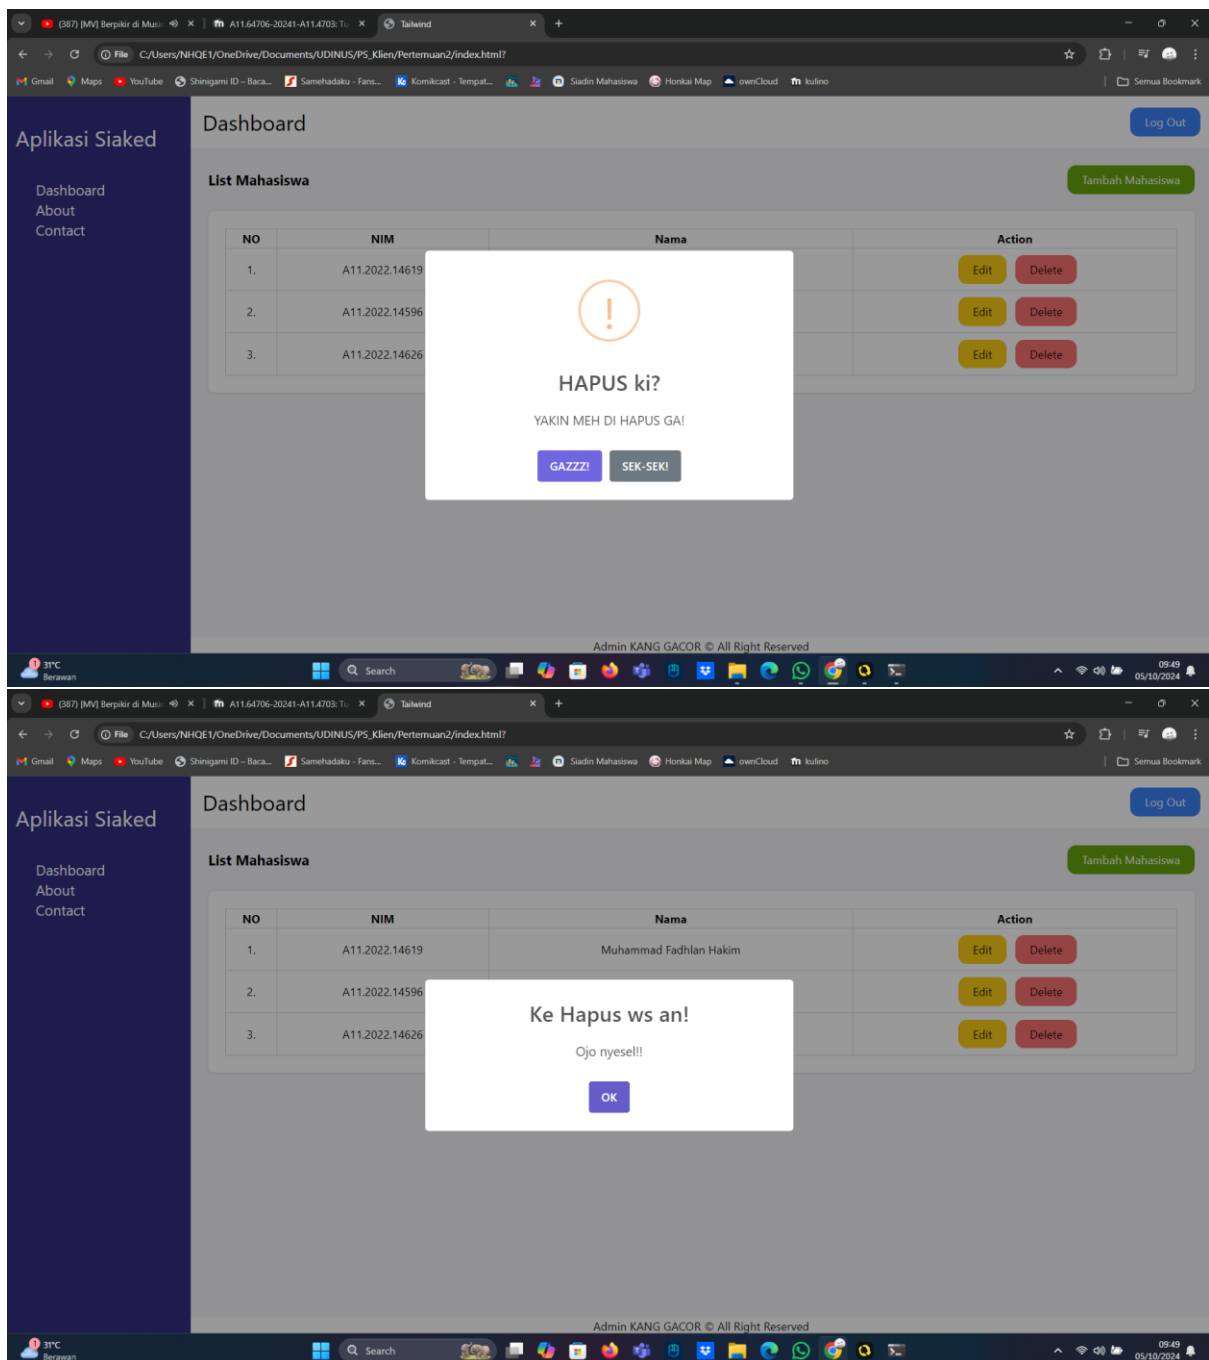 (387) [MV] Berpikir di Musi
A11.64706-20241-A11.4703: Tu
Tailwind
File C:/Users/NHQE1/OneDrive/Documents/UDINUS/PS_Klien/Pertemuan2/index.html?
Gmail Maps YouTube Shinigami ID – Baca... Samehadaku - Fans... Komikcast - Tempat... Siadin Mahasiswa Honkai Map ownCloud kulino Semua Bookmark
Aplikasi Siaked
Dashboard
About
Contact
Dashboard
Log Out
List Mahasiswa
Tambah Mahasiswa
NO NIM Nama Action
1. A11.2022.14619 Edit Delete
2. A11.2022.14596 Edit Delete
3. A11.2022.14626 Edit Delete
!
HAPUS ki?
YAKIN MEH DI HAPUS GA!
GAZZZ! SEK-SEK!
Admin KANG GACOR © All Right Reserved
1
31°C
Berawan
Search
09:49
05/10/2024
(387) [MV] Berpikir di Musi
A11.64706-20241-A11.4703: Tu
Tailwind
File C:/Users/NHQE1/OneDrive/Documents/UDINUS/PS_Klien/Pertemuan2/index.html?
Gmail Maps YouTube Shinigami ID – Baca... Samehadaku - Fans... Komikcast - Tempat... Siadin Mahasiswa Honkai Map ownCloud kulino Semua Bookmark
Aplikasi Siaked
Dashboard
About
Contact
Dashboard
Log Out
List Mahasiswa
Tambah Mahasiswa
NO NIM Nama Action
1. A11.2022.14619 Muhammad Fadhlan Hakim Edit Delete
2. A11.2022.14596 Edit Delete
3. A11.2022.14626 Edit Delete
Ke Hapus ws an!
Ojo nyesel!!
OK
Admin KANG GACOR © All Right Reserved
1
31°C
Berawan
Search
09:49
05/10/2024